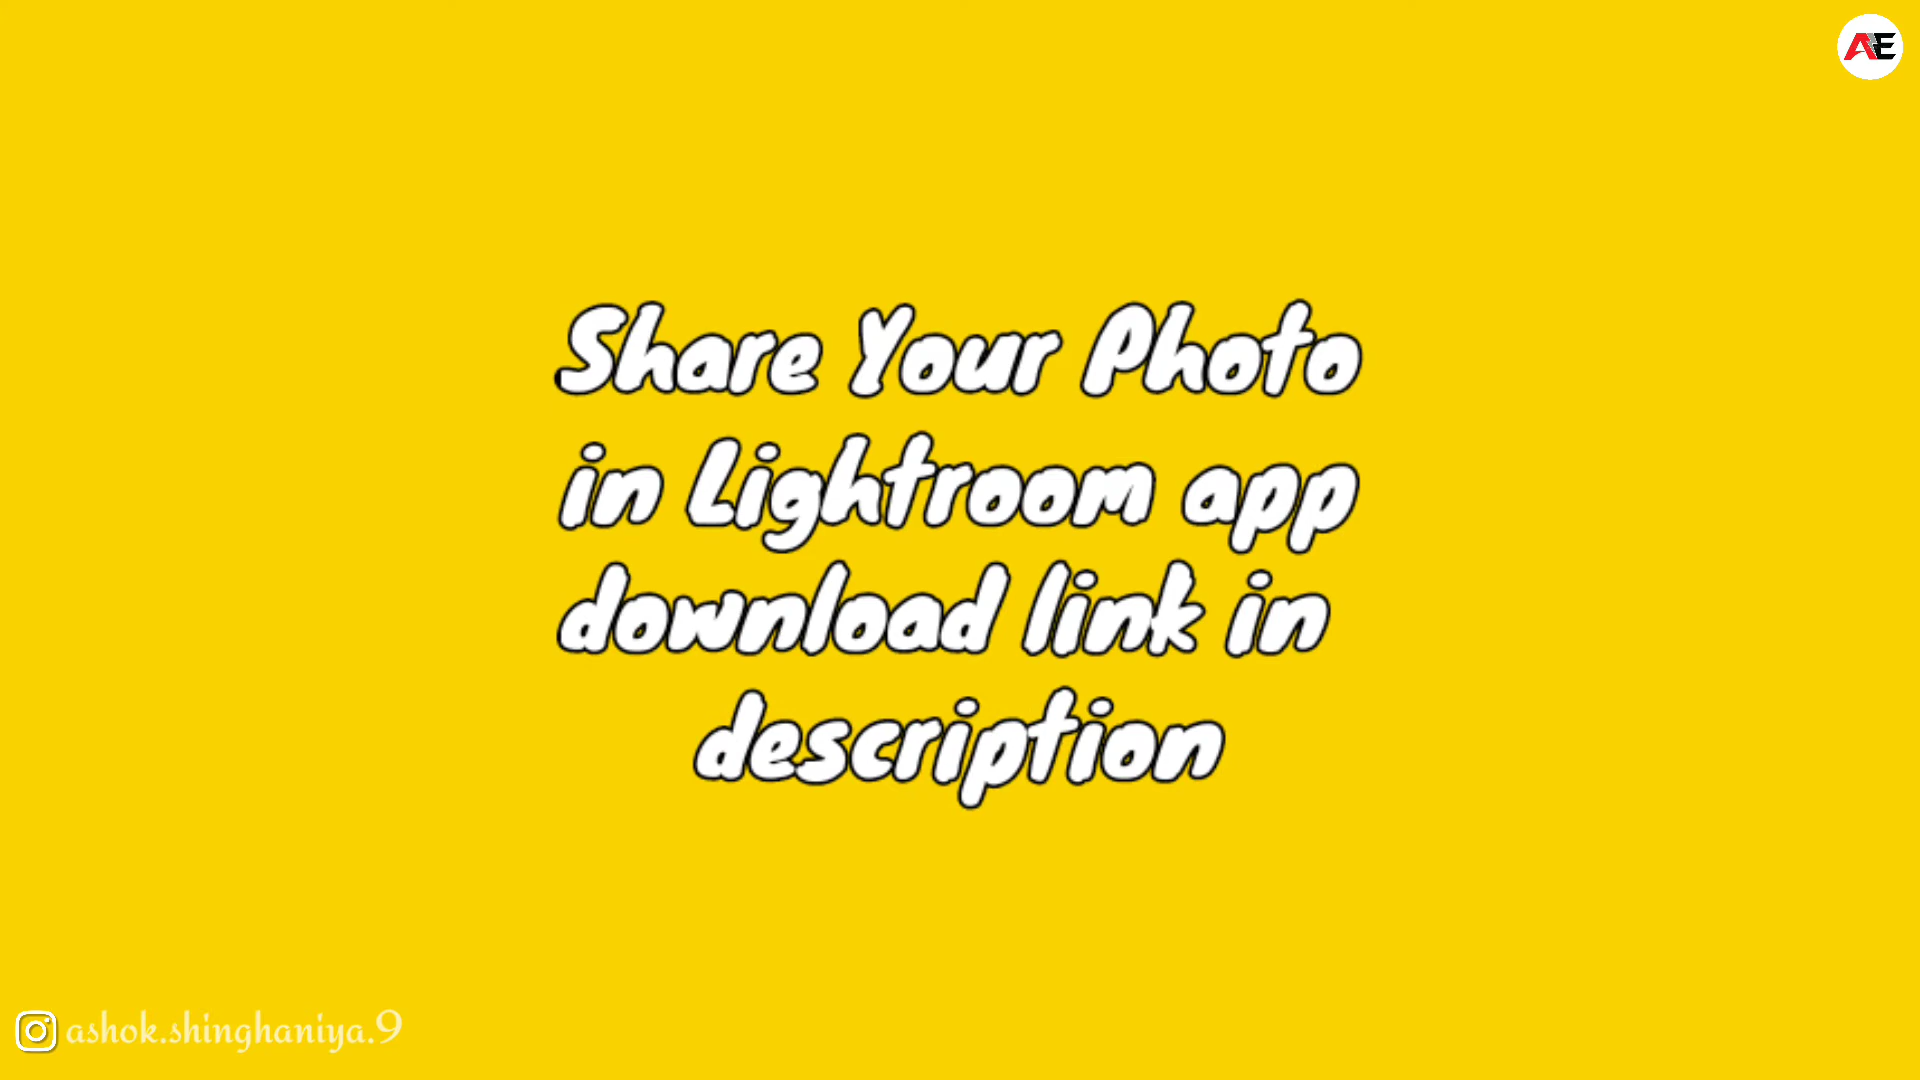 AE
Share Your Photo
in Lightroom app
download link in
description
ashok.shinghaniya.9